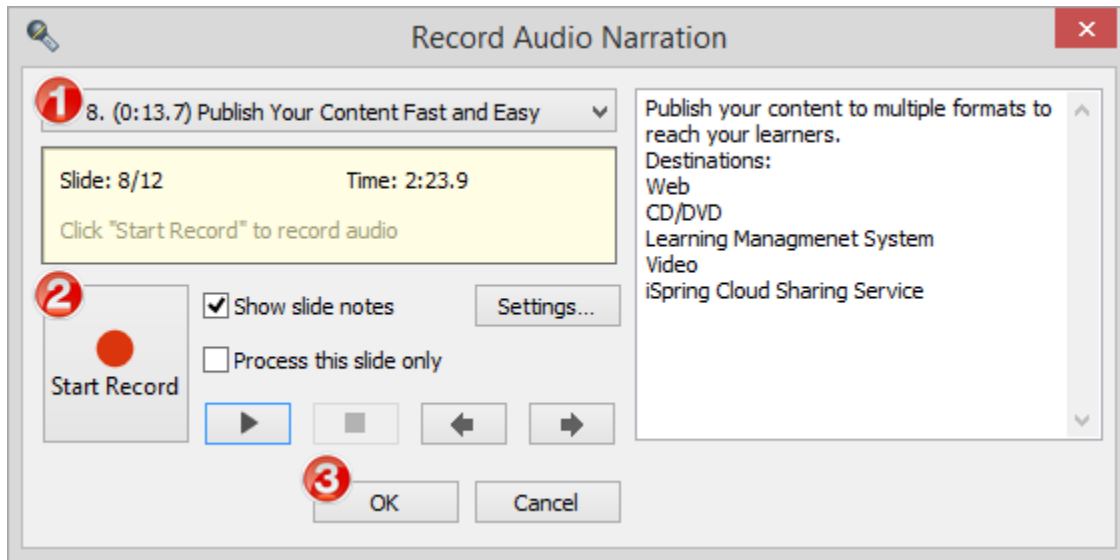 Record Audio Narration
1
8. (0:13.7) Publish Your Content Fast and Easy
Slide: 8/12 Time: 2:23.9
Click "Start Record" to record audio
2
Start Record
Show slide notes
Settings...
Process this slide only
3
OK
Cancel
Publish your content to multiple formats to
reach your learners.
Destinations:
Web
CD/DVD
Learning Managmenet System
Video
iSpring Cloud Sharing Service